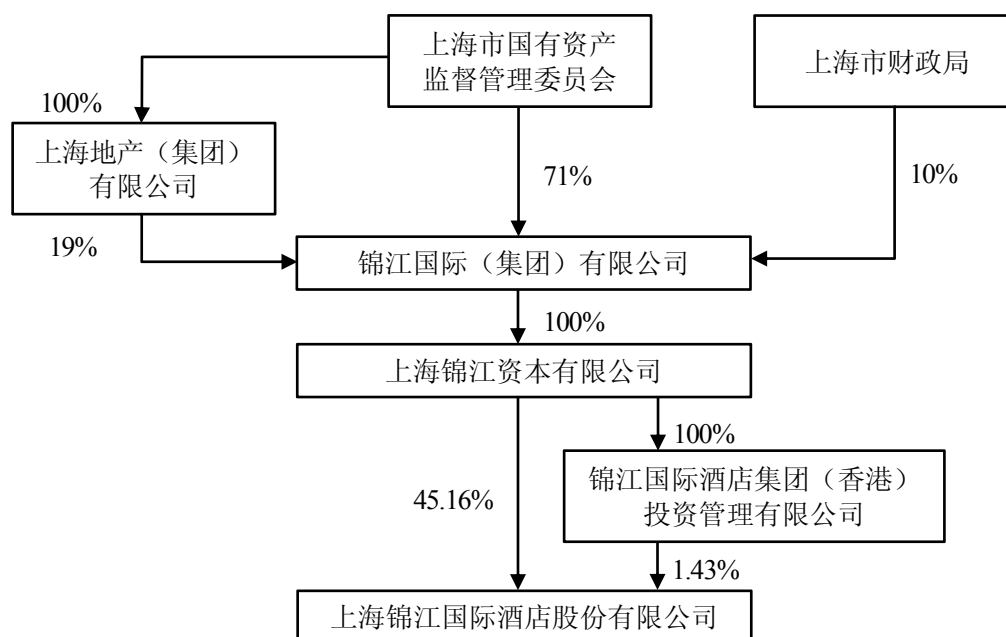 上海市国有资产
监督管理委员会
上海市财政局
100%
上海地产（集团）
有限公司
71%
10%
19%
锦江国际（集团）有限公司
100%
上海锦江资本有限公司
100%
锦江国际酒店集团（香港）
投资管理有限公司
45.16%
1.43%
上海锦江国际酒店股份有限公司